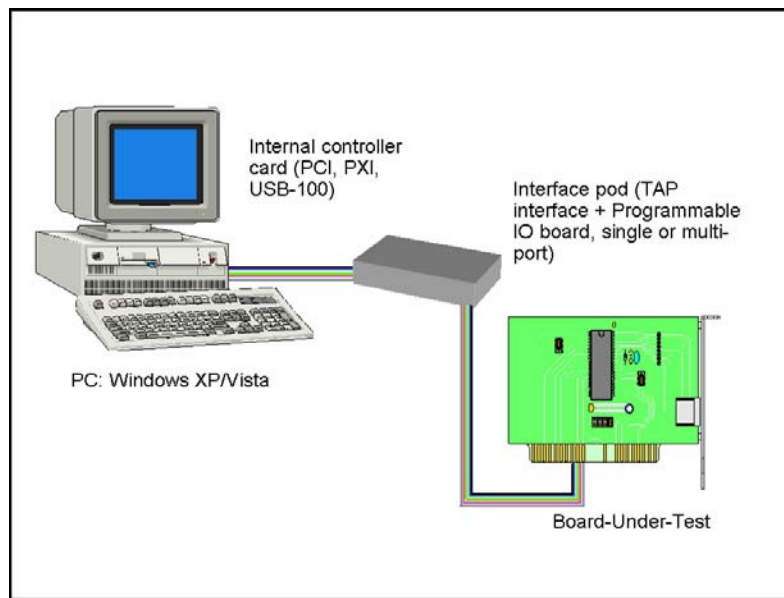 Internal controller
card (PCI, PXI,
USB-100)
Interface pod (TAP
interface + Programmable
IO board, single or multi-
port)
PC: Windows XP/Vista
Board-Under-Test